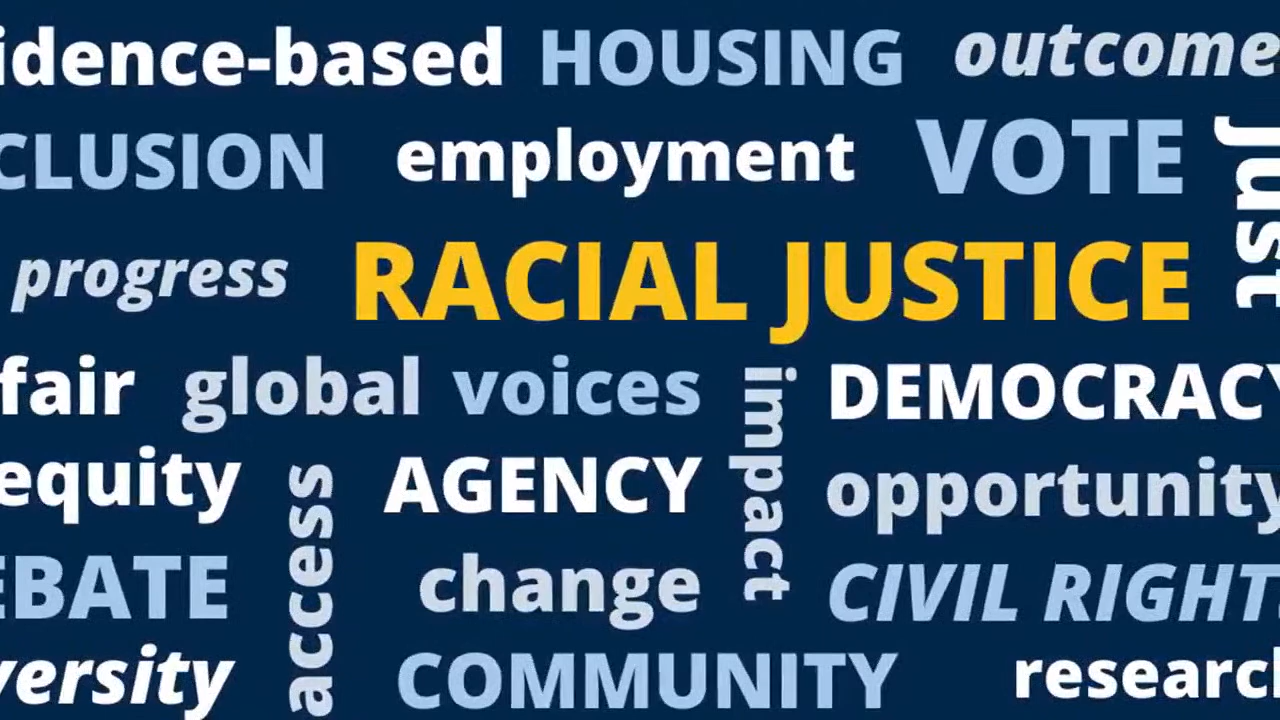 idence-based HOUSING outcome
CLUSION employment VOTE
just
progress RACIAL JUSTICE
fair global voices
impact
DEMOCRACY
equity
access
AGENCY
opportunity
EBATE change CIVIL RIGHT
versity COMMUNITY research